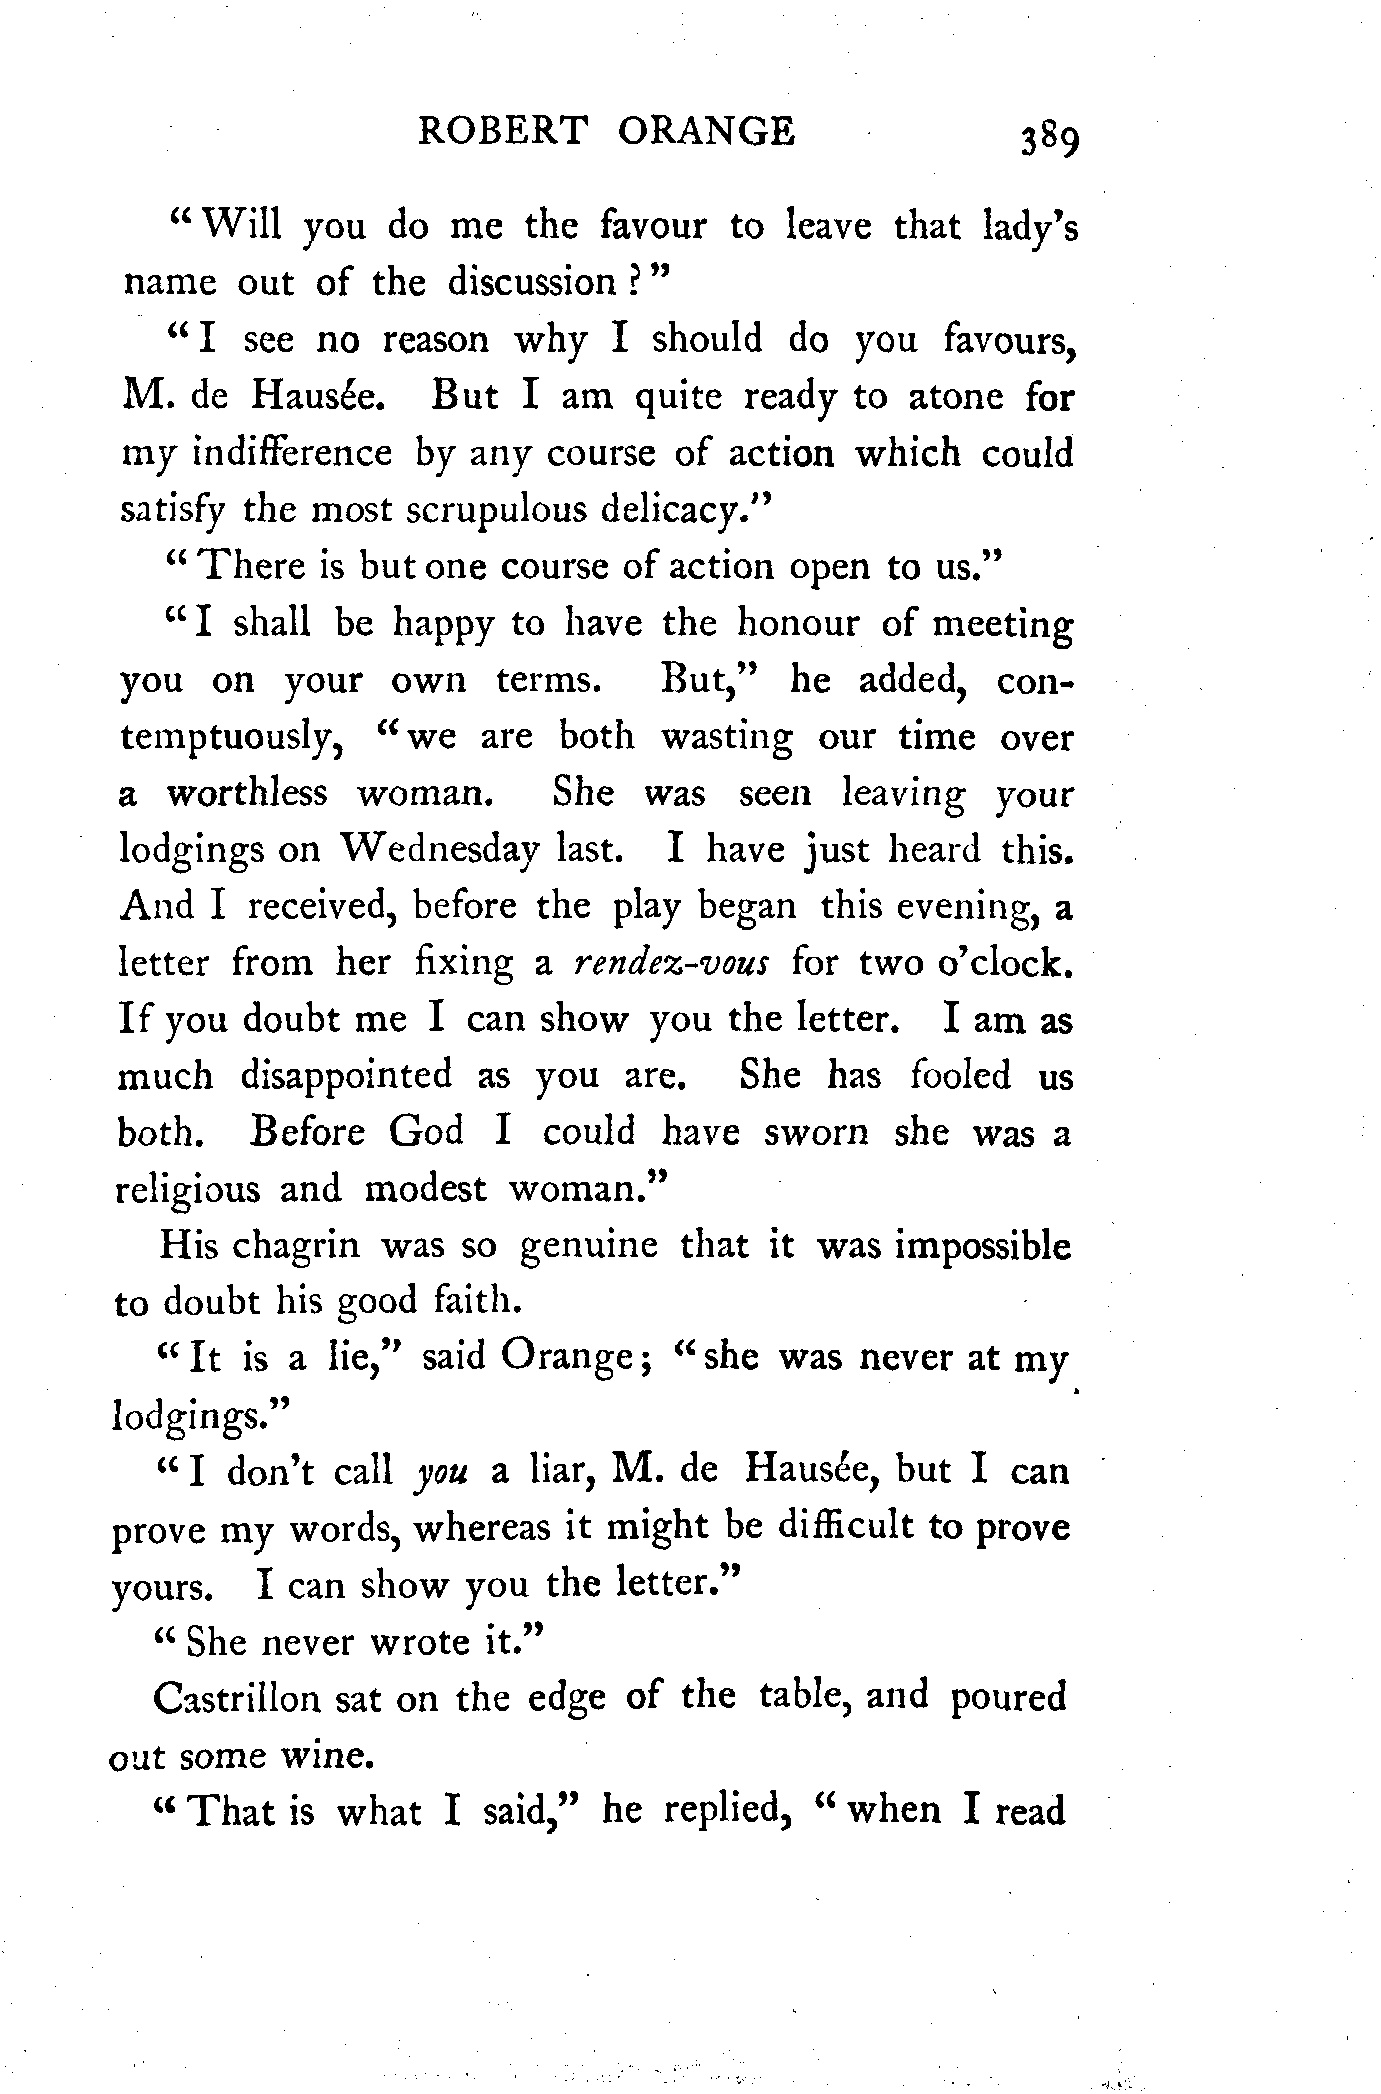 ROBERT ORANGE 389
“Will you do me the favour to leave that lady’s
name out of the discussion?”
“I see no reason why I should do you favours,
M. de Hausée. But I am quite ready to atone for
my indifference by any course of action which could
satisfy the most scrupulous delicacy.”
“There is but one course of action open to us.”
“I shall be happy to have the honour of meeting
you on your own terms. But,” he added, con-
temptuously, “we are both wasting our time over
a worthless woman. She was seen leaving your
lodgings on Wednesday last. I have just heard this.
And I received, before the play began this evening, a
letter from her fixing a rendez-vous for two o’clock.
If you doubt me I can show you the letter. I am as
much disappointed as you are. She has fooled us
both. Before God I could have sworn she was a
religious and modest woman.”
His chagrin was so genuine that it was impossible
to doubt his good faith.
“It is a lie,” said Orange; “she was never at my
lodgings.”
“I don’t call you a liar, M. de Hausée, but I can
prove my words, whereas it might be difficult to prove
yours. I can show you the letter.”
“She never wrote it.”
Castrillon sat on the edge of the table, and poured
out some wine.
“That is what I said,” he replied, “when I read